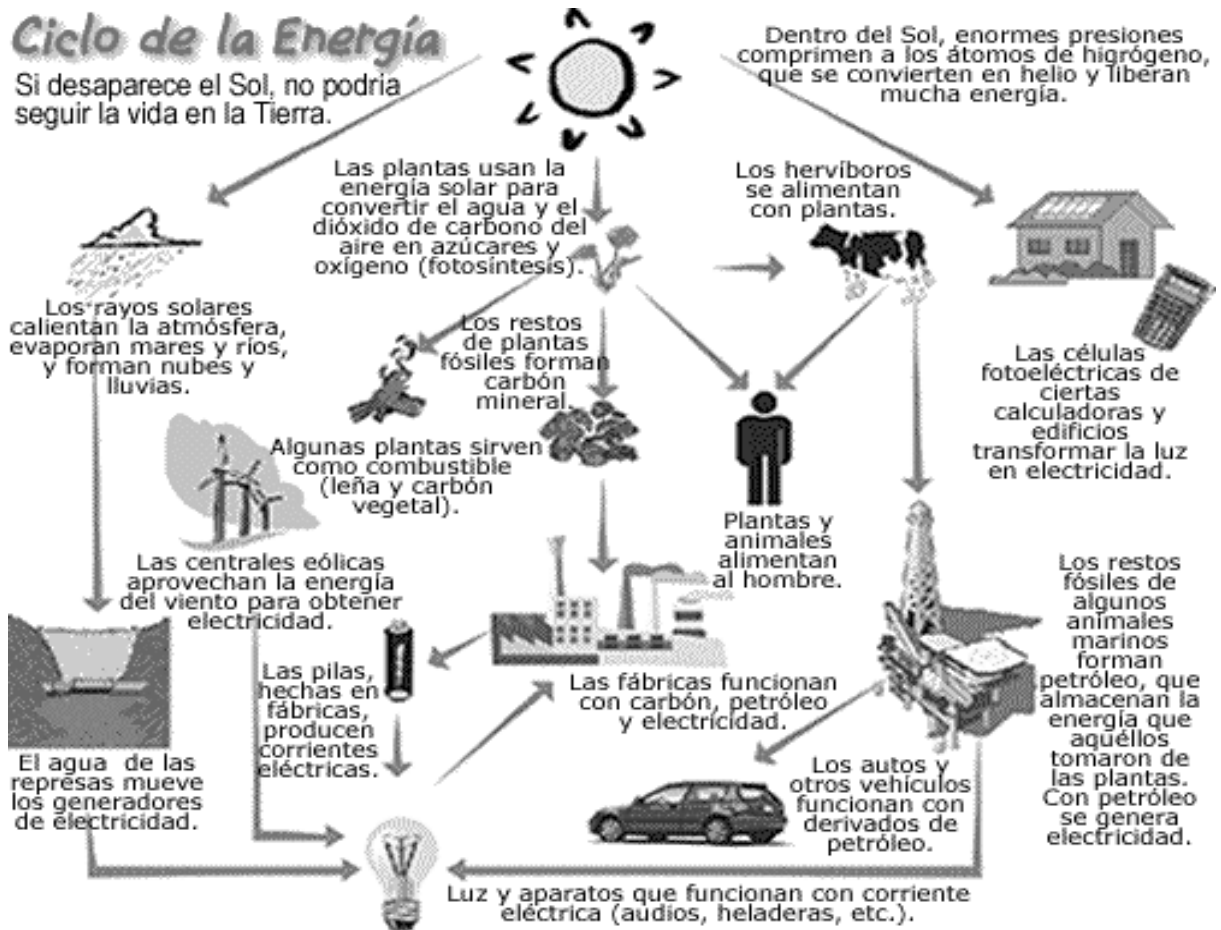 Ciclo de la Energía
Si desaparece el Sol, no podría
seguir la vida en la Tierra.
Dentro del Sol, enormes presiones
comprimen a los átomos de higrógeno,
que se convierten en helio y liberan
mucha energía.
Las plantas usan la
energía solar para
convertir el agua y el
dióxido de carbono del
aire en azúcares y
oxígeno (fotosíntesis).
Los hervíboros
se alimentan
con plantas.
Los rayos solares
calientan la atmósfera,
evaporan mares y ríos,
y forman nubes y
lluvias.
Los restos
de plantas
fósiles forman
carbón
mineral.
Las células
fotoeléctricas de
ciertas
calculadoras y
edificios
transformar la luz
en electricidad.
Algunas plantas sirven
como combustible
(leña y carbón
vegetal).
Plantas y
animales
alimentan
al hombre.
Las centrales eólicas
aprovechan la energía
del viento para obtener
electricidad.
Los restos
fósiles de
algunos
animales
marinos
forman
petróleo, que
almacenan la
energía que
aquéllos
tomaron de
las plantas.
Con petróleo
se genera
electricidad.
Las pilas,
hechas en
fábricas,
producen
corrientes
eléctricas.
Las fábricas funcionan
con carbón, petróleo
y electricidad.
El agua de las
represas mueve
los generadores
de electricidad.
Los autos y
otros vehículos
funcionan con
derivados de
petróleo.
Luz y aparatos que funcionan con corriente
eléctrica (audios, heladeras, etc.).